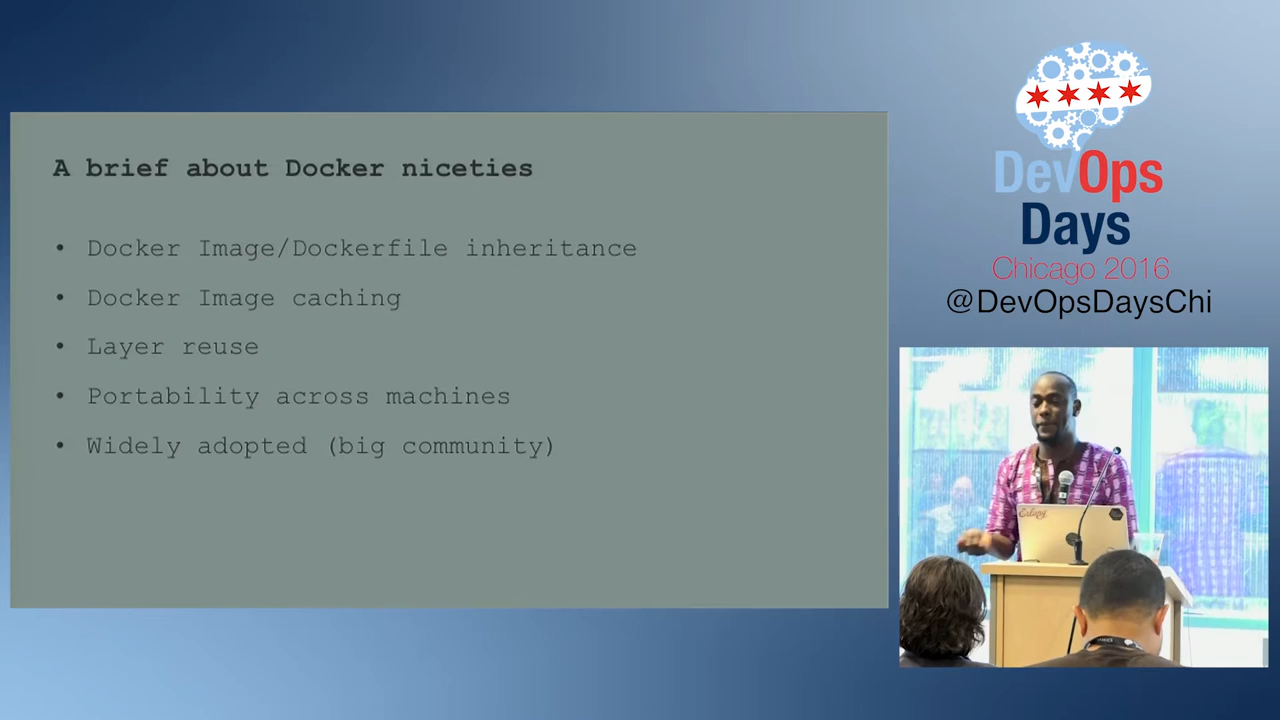 A brief about Docker niceties
• Docker Image/Dockerfile inheritance
• Docker Image caching
• Layer reuse
• Portability across machines
• Widely adopted (big community)
DevOps
Days
Chicago 2016
@DevOpsDaysChi
Erlang